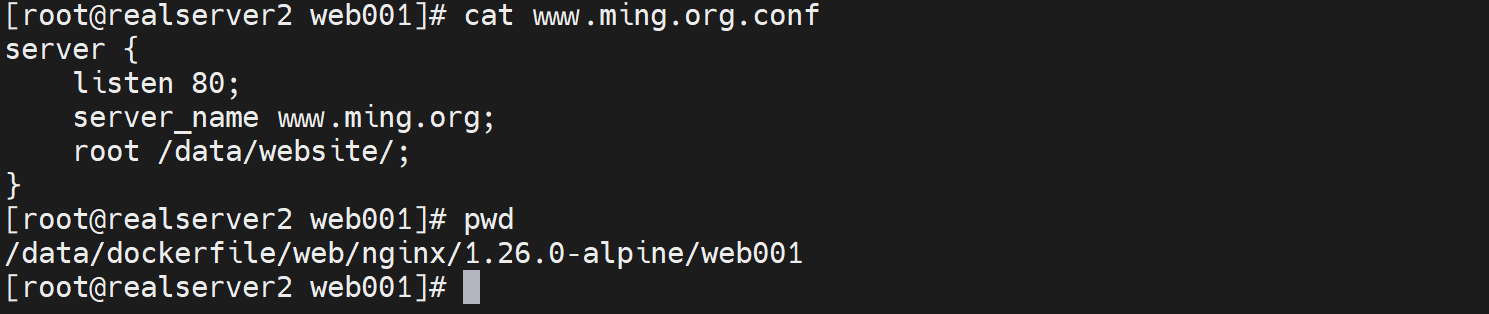 [root@realserver2 web001]# cat www.ming.org.conf
server {
    listen 80;
    server_name www.ming.org;
    root /data/website/;
}
[root@realserver2 web001]# pwd
/data/dockerfile/web/nginx/1.26.0-alpine/web001
[root@realserver2 web001]#